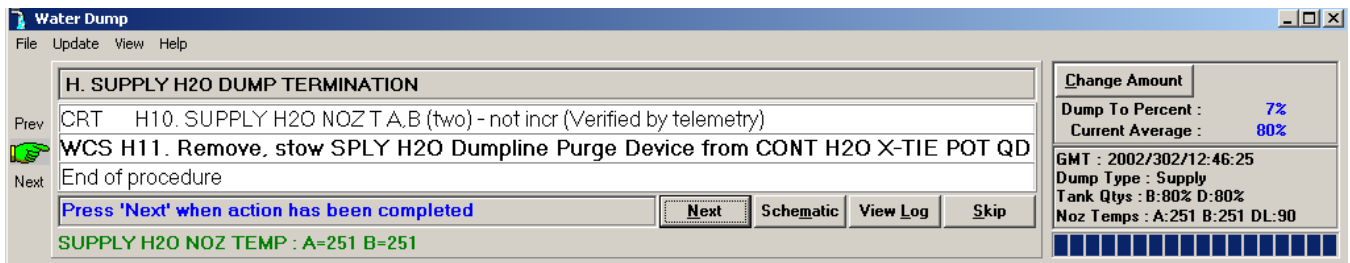 Water Dump
File Update View Help
H. SUPPLY H2O DUMP TERMINATION
Prev
CRT H10. SUPPLY H2O NOZ T A,B (two) - not incr (Verified by telemetry)
WCS H11. Remove, stow SPLY H2O Dumpline Purge Device from CONT H2O X-TIE POT QD
Next
End of procedure
Press 'Next' when action has been completed
Next Schematic View Log Skip
SUPPLY H2O NOZ TEMP : A=251 B=251
Change Amount
Dump To Percent : 7%
Current Average : 80%
GMT : 2002/302/12:46:25
Dump Type : Supply
Tank Qtys : B:80% D:80%
Noz Temps : A:251 B:251 DL:90